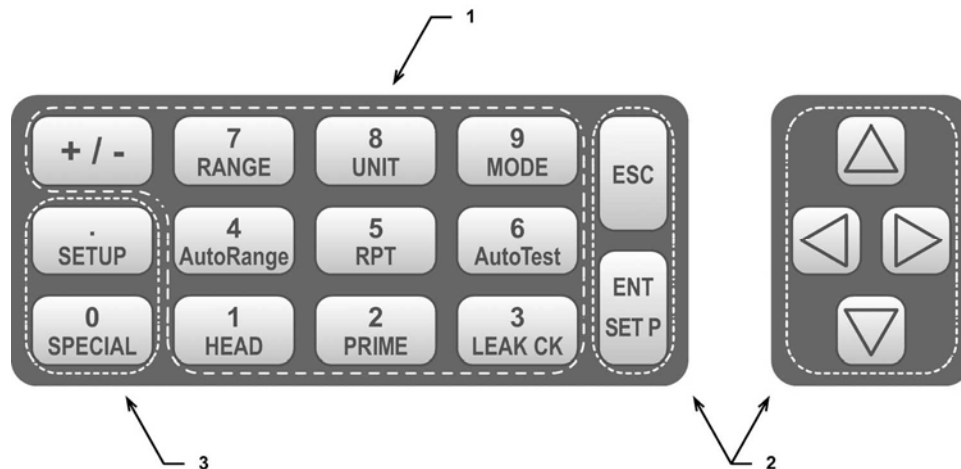 1
+ / -
7
RANGE
8
UNIT
9
MODE
ESC
.
SETUP
4
AutoRange
5
RPT
6
AutoTest
ENT
SET P
0
SPECIAL
1
HEAD
2
PRIME
3
LEAK CK
3
2